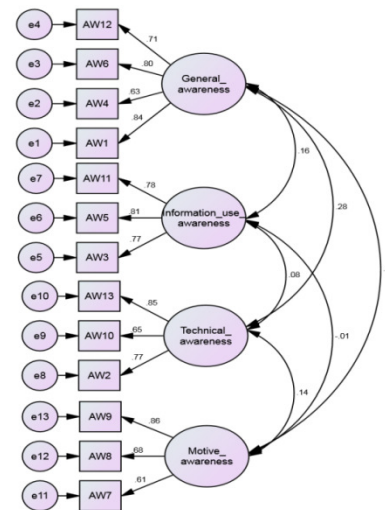 e4 AW12 .71
e3 AW6 .80
General_
awareness
e2 AW4 .63
e1 AW1 .84
.16
e7 AW11 .78
.28
e6 AW5 .81
Information_use_
awareness
e5 AW3 .77
.08
e10 AW13 .85
-.01
e9 AW10 .65
Technical_
awareness
e8 AW2 .77
.14
e13 AW9 .86
e12 AW8 .68
Motive_
awareness
e11 AW7 .61